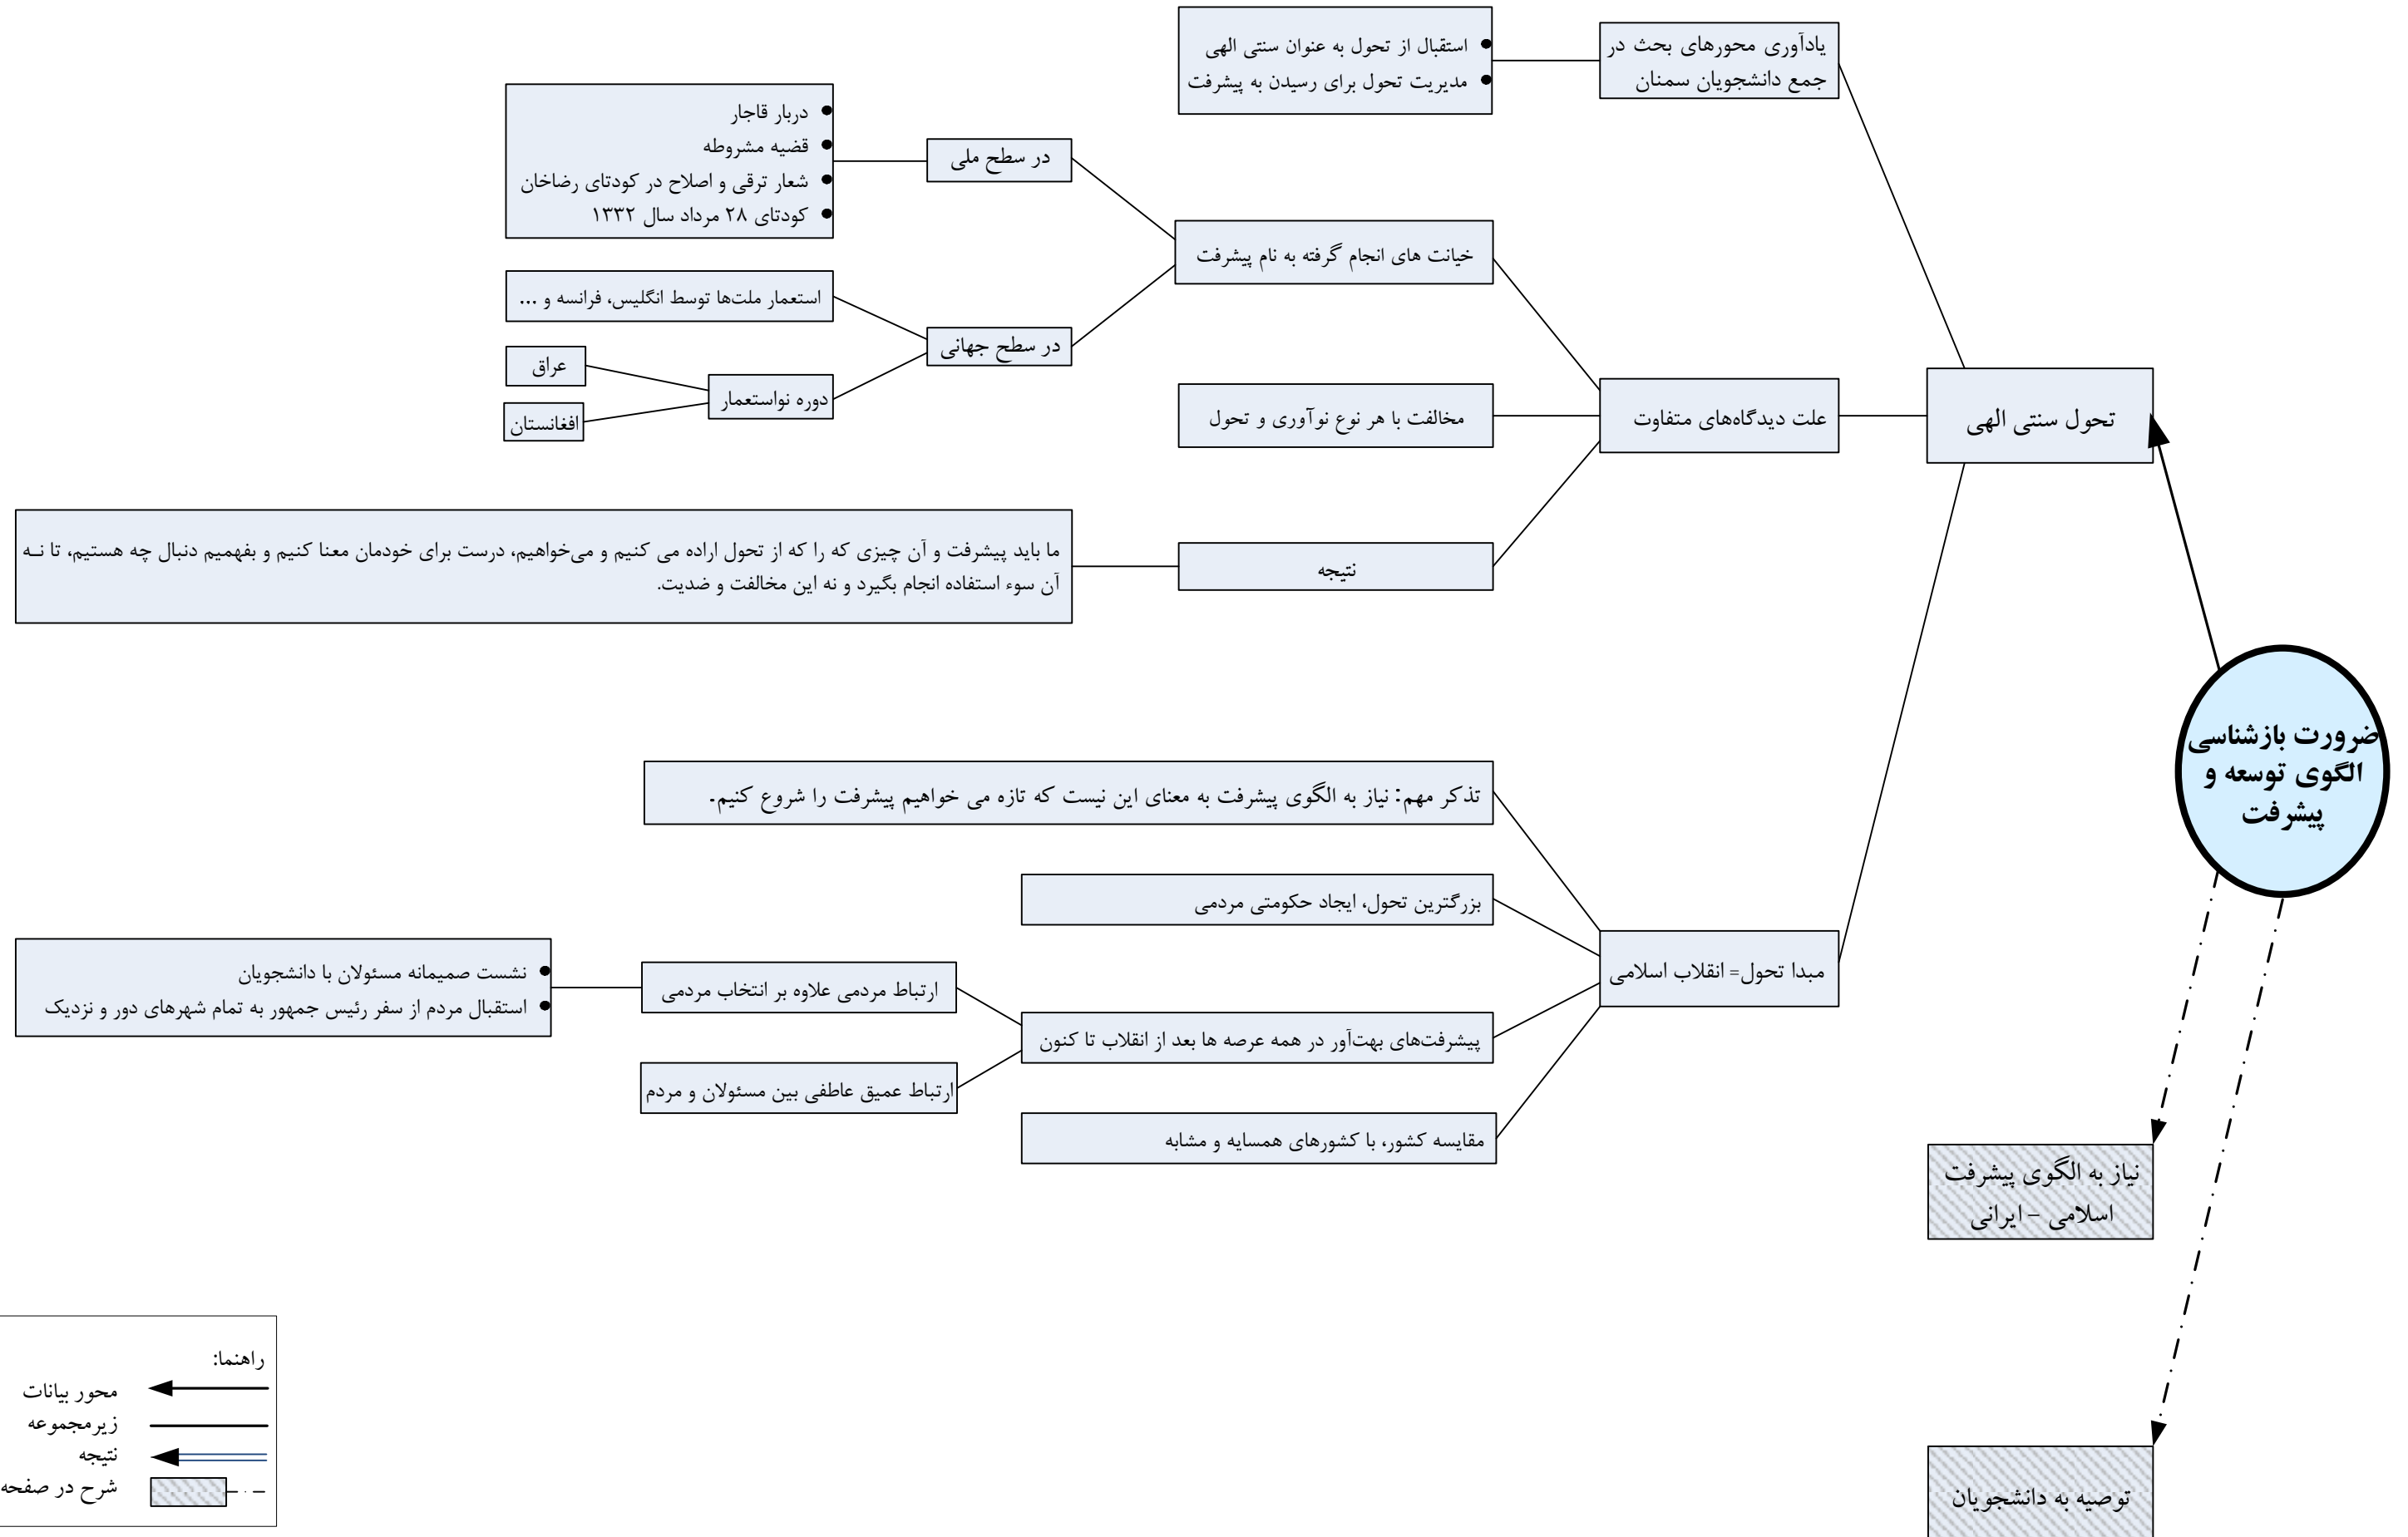 ضرورت بازشناسی
الگوی توسعه و
پیشرفت
تحول سنتی الهی
یادآوری محورهای بحث در
جمع دانشجویان سمنان
• استقبال از تحول به عنوان سنتی الهی
• مدیریت تحول برای رسیدن به پیشرفت
علت دیدگاه‌های متفاوت
خیانت های انجام گرفته به نام پیشرفت
در سطح ملی
• دربار قاجار
• قضیه مشروطه
• شعار ترقی و اصلاح در کودتای رضاخان
• کودتای ۲۸ مرداد سال ۱۳۳۲
در سطح جهانی
استعمار ملت‌ها توسط انگلیس، فرانسه و ...
دوره نواستعمار
عراق
افغانستان
مخالفت با هر نوع نوآوری و تحول
نتیجه
ما باید پیشرفت و آن چیزی که را که از تحول اراده می کنیم و می‌خواهیم، درست برای خودمان معنا کنیم و بفهمیم دنبال چه هستیم، تا نـه
آن سوء استفاده انجام بگیرد و نه این مخالفت و ضدیت.
مبدا تحول= انقلاب اسلامی
تذکر مهم: نیاز به الگوی پیشرفت به معنای این نیست که تازه می خواهیم پیشرفت را شروع کنیم.
بزرگترین تحول، ایجاد حکومتی مردمی
پیشرفت‌های بهت‌آور در همه عرصه ها بعد از انقلاب تا کنون
ارتباط مردمی علاوه بر انتخاب مردمی
• نشست صمیمانه مسئولان با دانشجویان
• استقبال مردم از سفر رئیس جمهور به تمام شهرهای دور و نزدیک
ارتباط عمیق عاطفی بین مسئولان و مردم
مقایسه کشور، با کشورهای همسایه و مشابه
نیاز به الگوی پیشرفت
اسلامی – ایرانی
توصیه به دانشجویان
راهنما:
محور بیانات
زیرمجموعه
نتیجه
شرح در صفحه